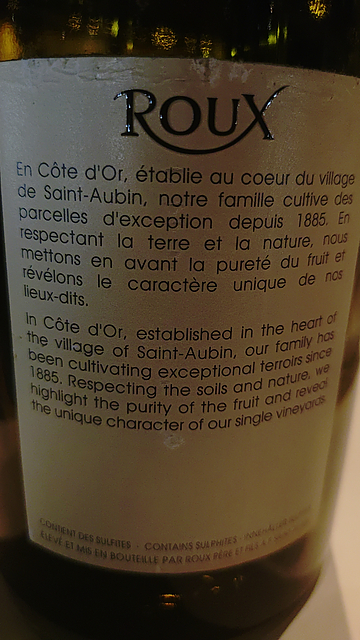 ROUX
En Côte d'Or, établie au coeur du village
de Saint-Aubin, notre famille cultive des
parcelles d'exception depuis 1885. En
respectant la terre et la nature, nous
mettons en avant la pureté du fruit et
révélons le caractère unique de nos
lieux-dits.
In Côte d'Or, established in the heart of
the village of Saint-Aubin, our family has
been cultivating exceptional terroirs since
1885. Respecting the soils and nature, we
highlight the purity of the fruit and reveal
the unique character of our single vineyards.
CONTIENT DES SULFITES - CONTAINS SULPHITES -
ÉLEVÉ ET MIS EN BOUTEILLE PAR ROUX PÈRE ET FILS